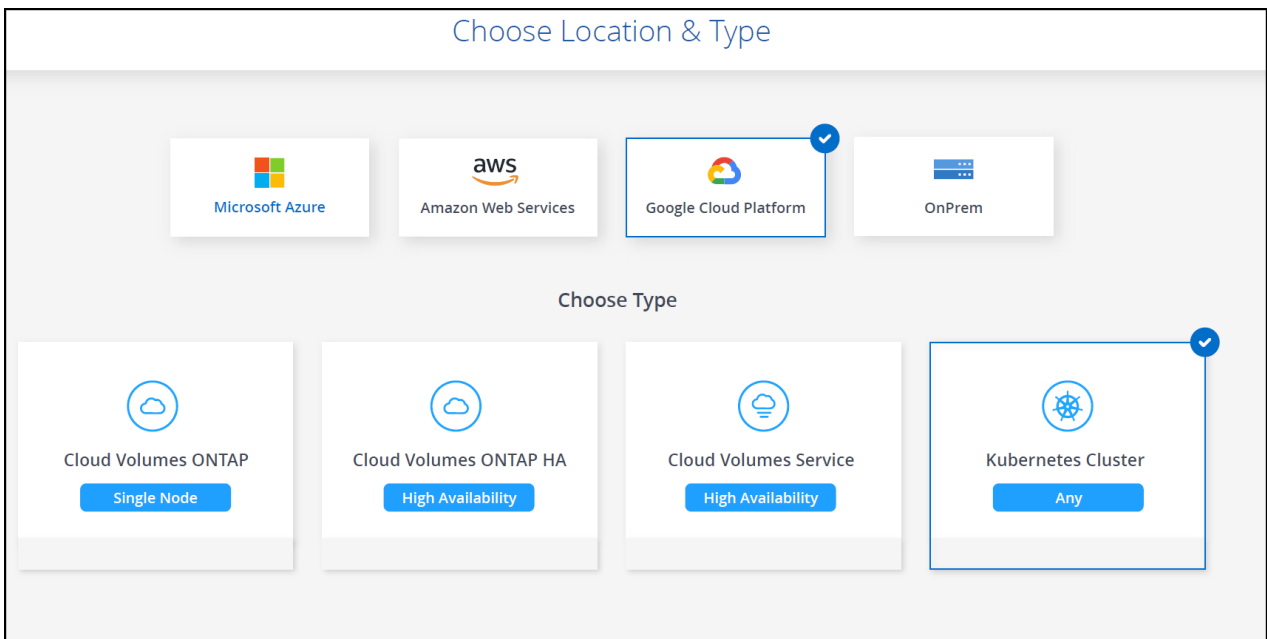 Choose Location & Type
aws
Microsoft Azure
Amazon Web Services
Google Cloud Platform
OnPrem
Choose Type
Cloud Volumes ONTAP
Cloud Volumes ONTAP HA
Cloud Volumes Service
Kubernetes Cluster
Single Node
High Availability
High Availability
Any